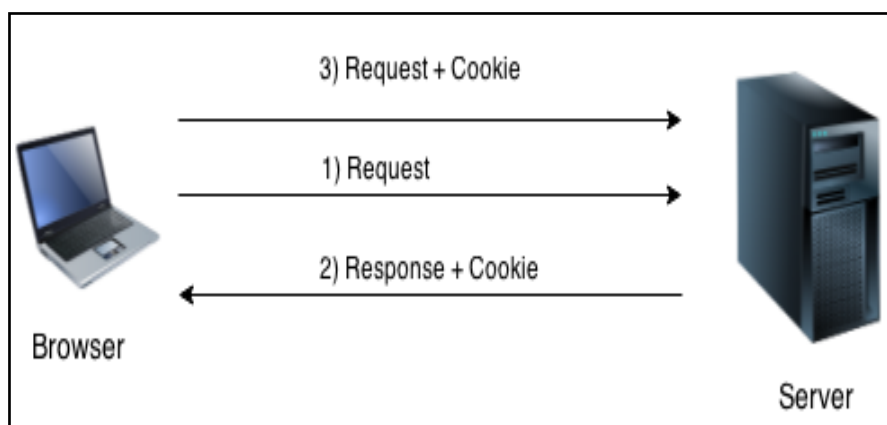 3) Request + Cookie
1) Request
2) Response + Cookie
Browser
Server